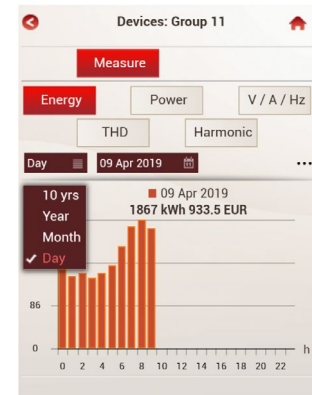 Devices: Group 11
Measure
Energy Power V / A / Hz
THD Harmonic
Day 09 Apr 2019 ...
10 yrs
Year
Month
✔ Day
09 Apr 2019
1867 kWh 933.5 EUR
86
0
h
0 2 4 6 8 10 12 14 16 18 20 22